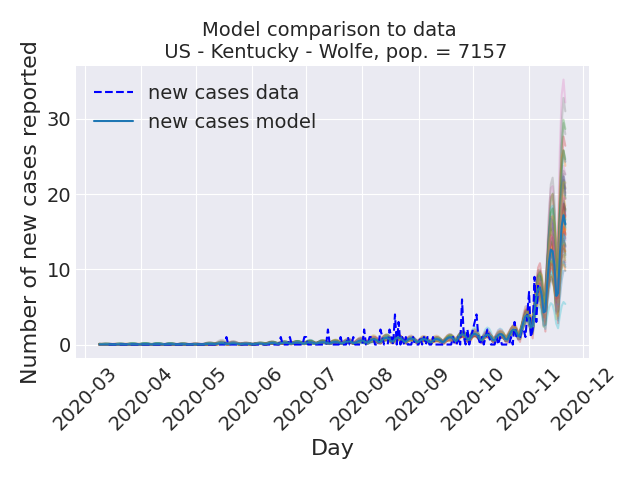 Model comparison to data
US - Kentucky - Wolfe, pop. = 7157
Number of new cases reported
30
20
10
0
new cases data
new cases model
2020-03
2020-04
2020-05
2020-06
2020-07
2020-08
2020-09
2020-10
2020-11
2020-12
Day